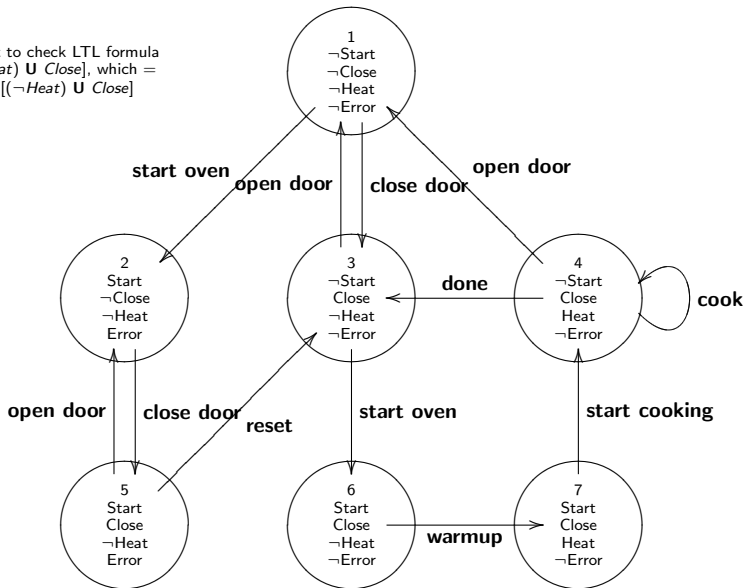 to check LTL formula
at) U Close], which =
[(¬Heat) U Close]
1
¬Start
¬Close
¬Heat
¬Error
start oven
open door
close door
open door
2
Start
¬Close
¬Heat
Error
3
¬Start
Close
¬Heat
¬Error
done
4
¬Start
Close
Heat
¬Error
cook
open door
close door
reset
start oven
start cooking
5
Start
Close
¬Heat
Error
6
Start
Close
¬Heat
¬Error
warmup
7
Start
Close
Heat
¬Error